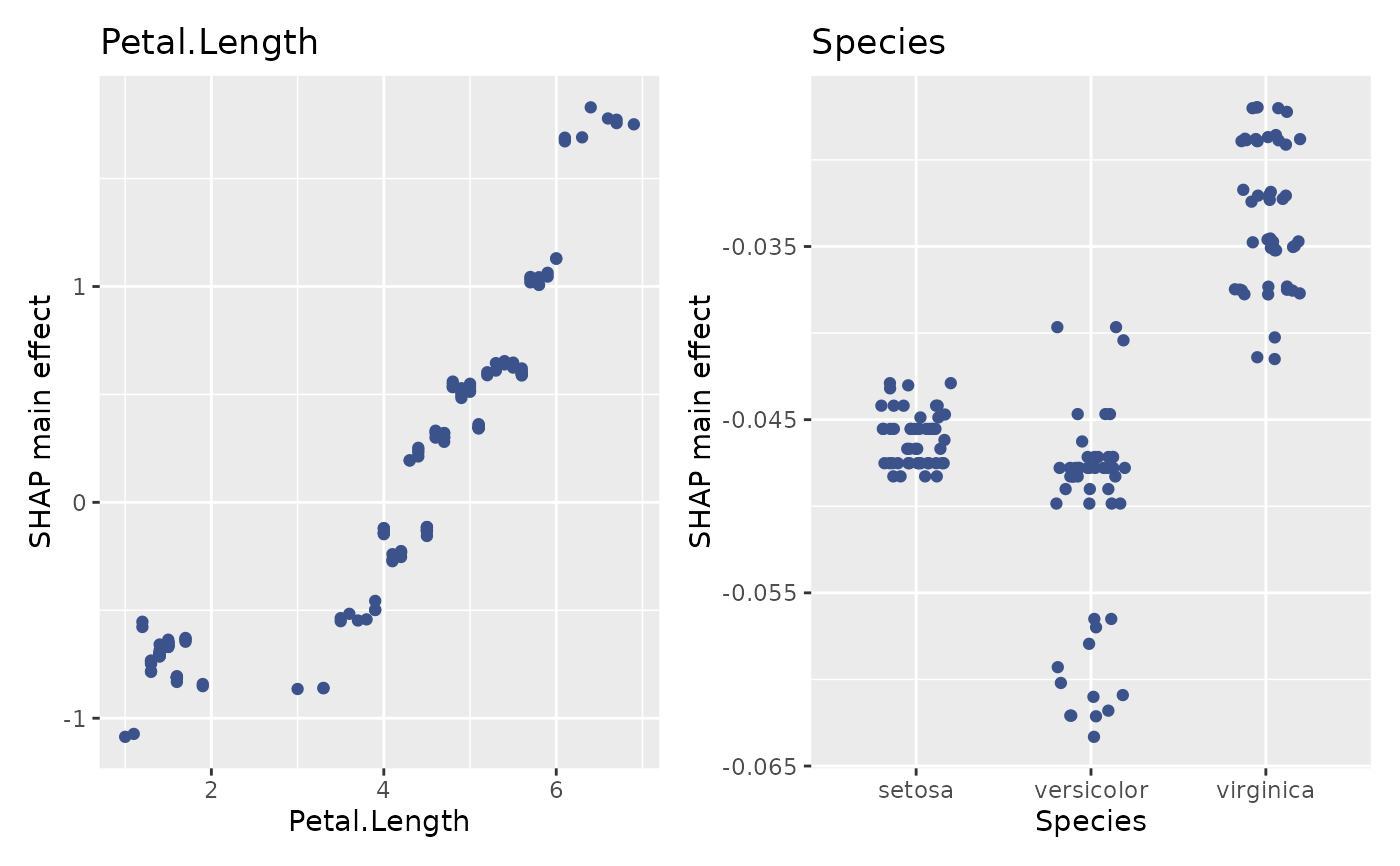 Petal.Length
SHAP main effect
1
0
-1
2 4 6
Petal.Length
Species
SHAP main effect
-0.035
-0.045
-0.055
-0.065
setosa versicolor virginica
Species